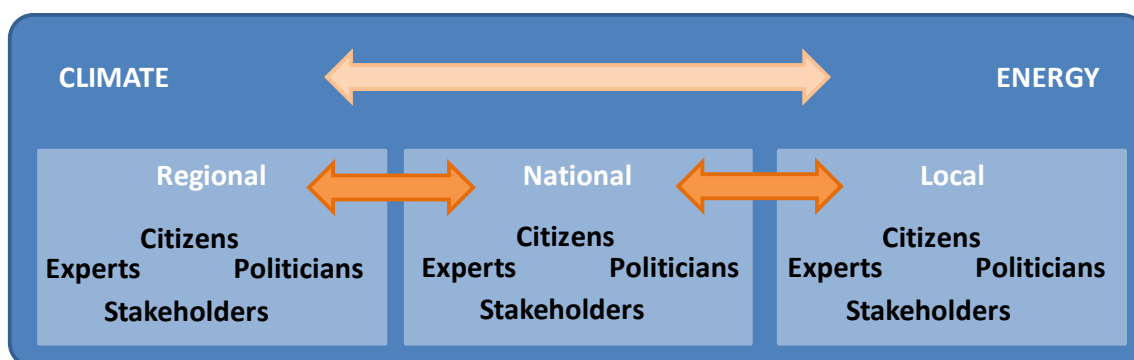 CLIMATE ENERGY
Regional National Local
Citizens Citizens Citizens
Experts Politicians Experts Politicians Experts Politicians
Stakeholders Stakeholders Stakeholders